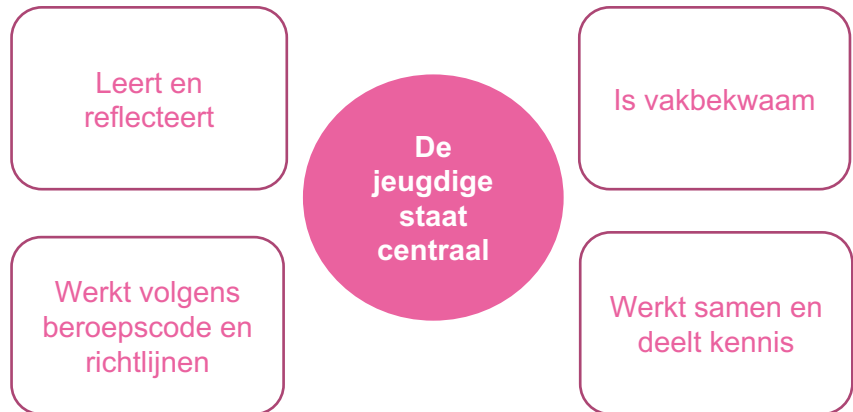 Leert en
reflecteert
Is vakbekwaam
De
jeugdige
staat
centraal
Werkt volgens
beroepscode en
richtlijnen
Werkt samen en
deelt kennis